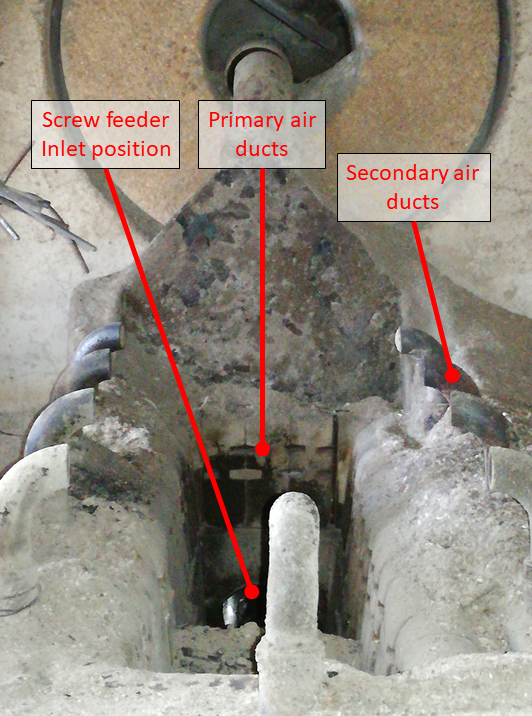 Screw feeder
Inlet position
Primary air
ducts
Secondary air
ducts